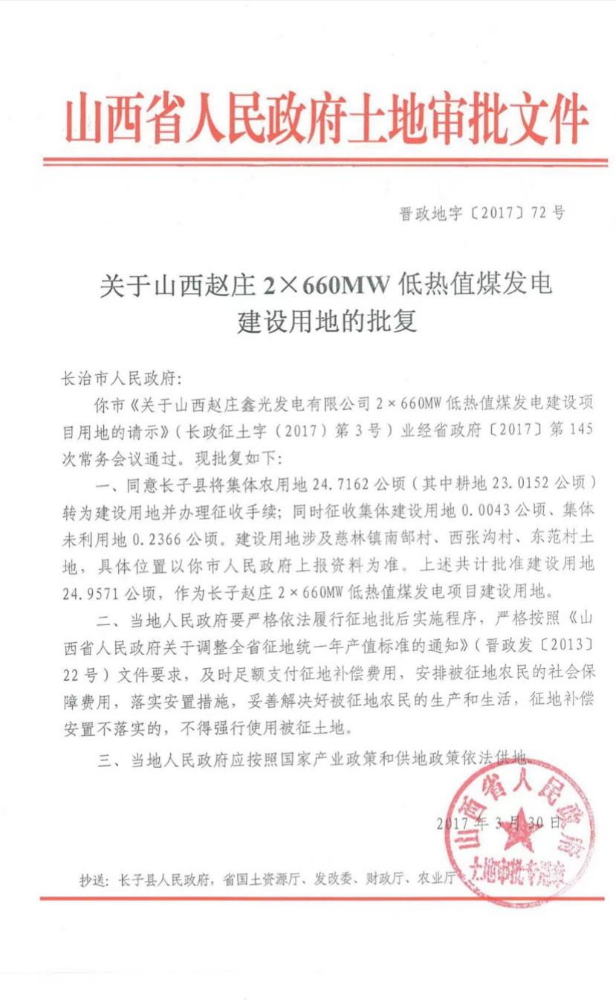 山西省人民政府土地审批文件
晋政地字〔2017〕72号
关于山西赵庄2×660MW低热值煤发电
建设用地的批复
长治市人民政府：
你市《关于山西赵庄鑫光发电有限公司2×660MW低热值煤发电建设项
目用地的请示》（长政征土字（2017）第3号）业经省政府〔2017〕第145
次常务会议通过。现批复如下：
一、同意长子县将集体农用地24.7162公顷（其中耕地23.0152公顷）
转为建设用地并办理征收手续；同时征收集体建设用地0.0043公顷、集体
未利用地0.2366公顷。建设用地涉及慈林镇南郜村、西张沟村、东范村土
地，具体位置以你市人民政府上报资料为准。上述共计批准建设用地
24.9571公顷，作为长子赵庄2×660MW低热值煤发电项目建设用地。
二、当地人民政府要严格依法履行征地批后实施程序，严格按照《山
西省人民政府关于调整全省征地统一年产值标准的通知》（晋政发〔2013〕
22号）文件要求，及时足额支付征地补偿费用，安排被征地农民的社会保
障费用，落实安置措施，妥善解决好被征地农民的生产和生活，征地补偿
安置不落实的，不得强行使用被征土地。
三、当地人民政府应按照国家产业政策和供地政策依法供地。
2017年3月30日
山西省人民政府
土地审批专用章
抄送：长子县人民政府，省国土资源厅、发改委、财政厅、农业厅